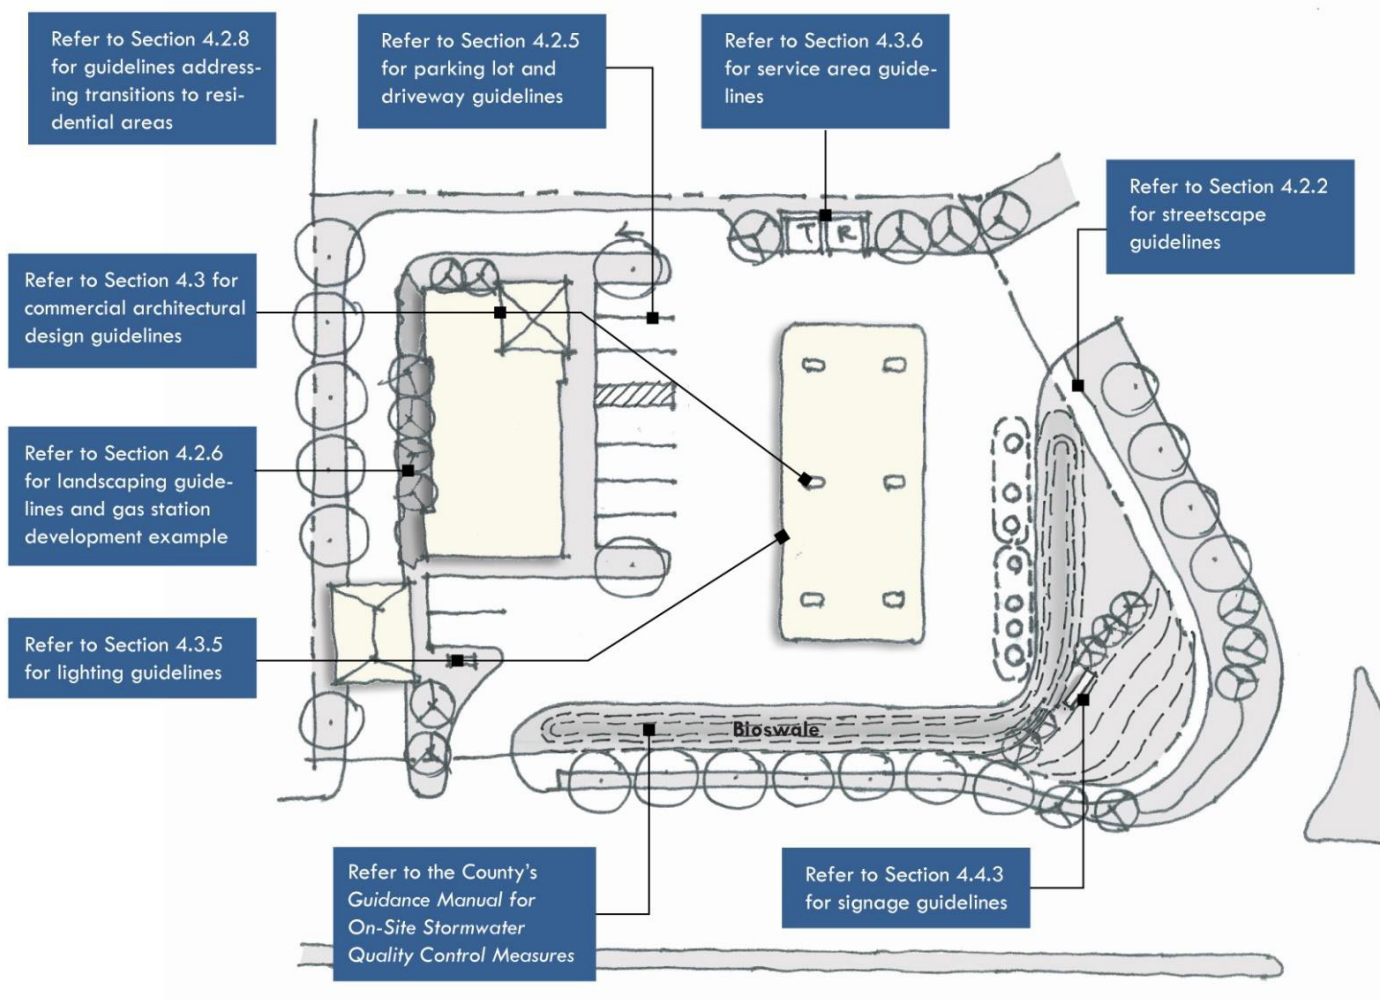 Refer to Section 4.2.8
for guidelines address-
ing transitions to resi-
dential areas
Refer to Section 4.2.5
for parking lot and
driveway guidelines
Refer to Section 4.3.6
for service area guide-
lines
Refer to Section 4.2.2
for streetscape
guidelines
T R
Refer to Section 4.3 for
commercial architectural
design guidelines
Refer to Section 4.2.6
for landscaping guide-
lines and gas station
development example
Refer to Section 4.3.5
for lighting guidelines
Bioswale
Refer to the County's
Guidance Manual for
On-Site Stormwater
Quality Control Measures
Refer to Section 4.4.3
for signage guidelines